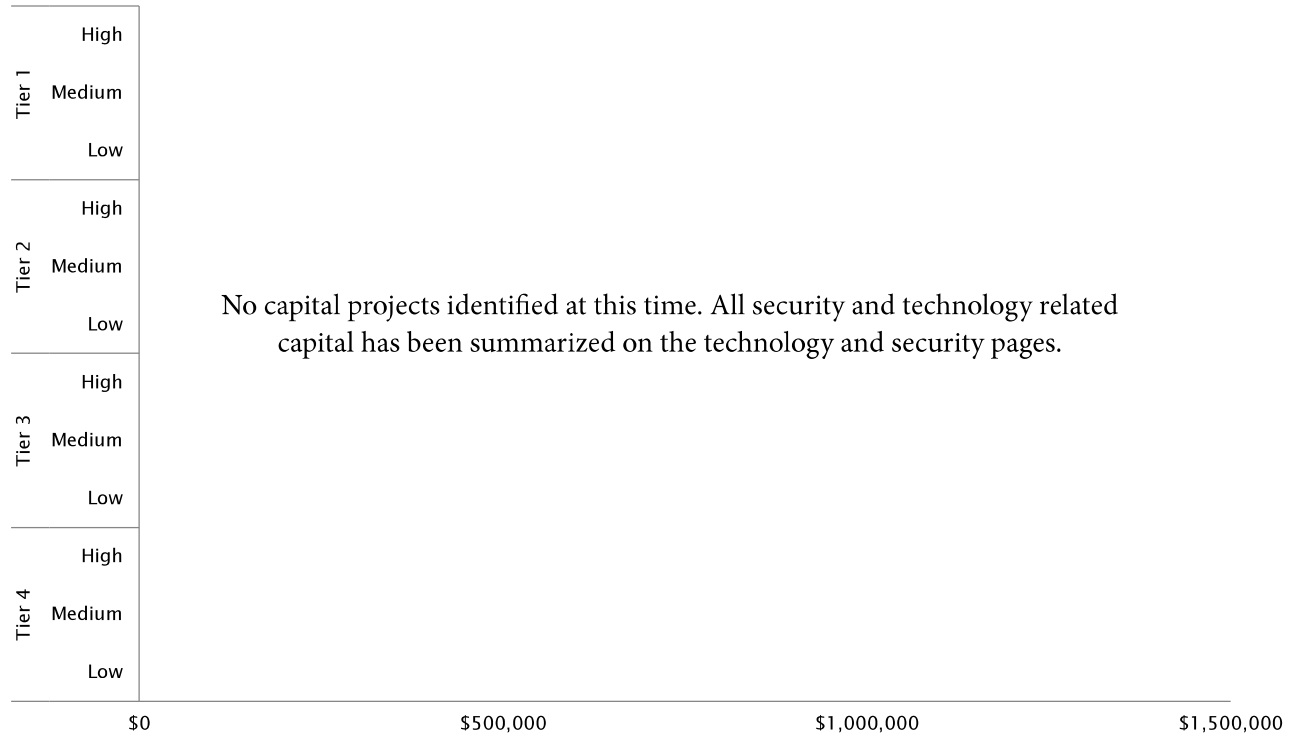 Tier 1
High
Medium
Low
Tier 2
High
Medium
Low
No capital projects identified at this time. All security and technology related
capital has been summarized on the technology and security pages.
Tier 3
High
Medium
Low
Tier 4
High
Medium
Low
$0
$500,000
$1,000,000
$1,500,000